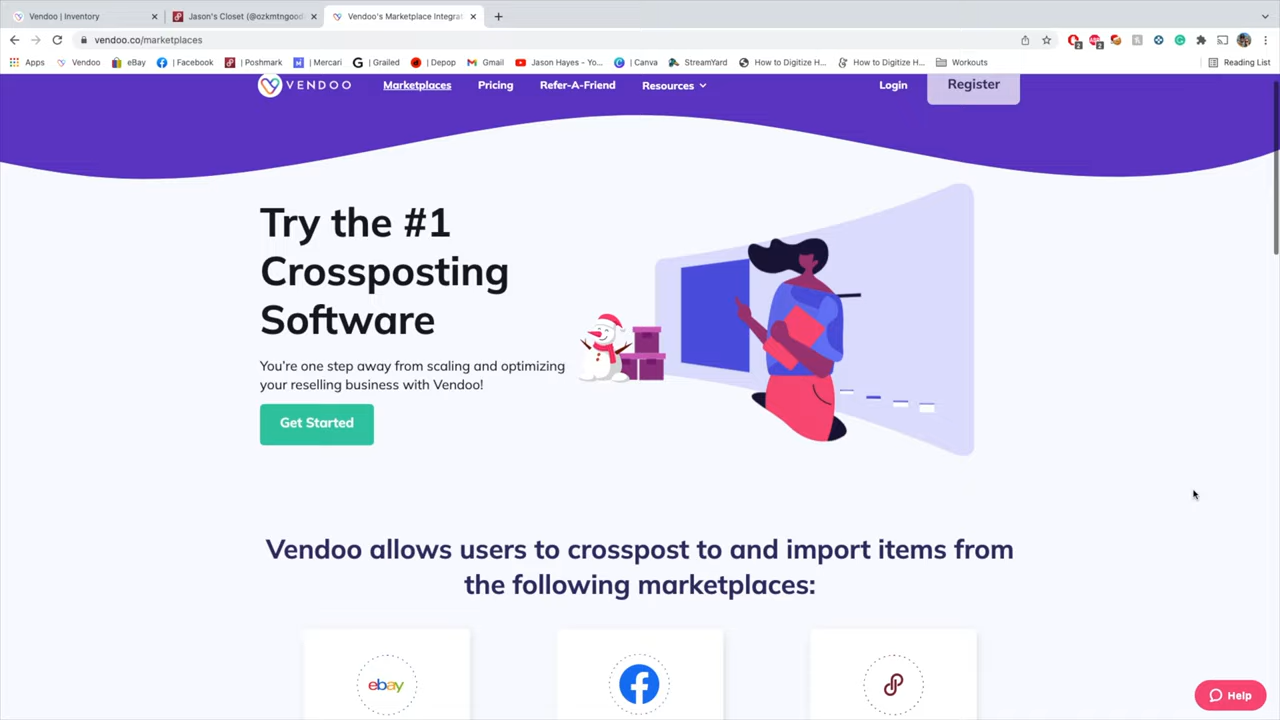 Vendoo | Inventory
Jason's Closet (@ozkmtngood
Vendoo's Marketplace Integrat
vendoo.co/marketplaces
Apps
Vendoo
eBay
| Facebook
| Poshmark
| Mercari
| Grailed
| Depop
Gmail
Jason Hayes - Yo...
| Canva
StreamYard
How to Digitize H...
How to Digitize H...
Workouts
Reading List
VENDOO
Marketplaces
Pricing
Refer-A-Friend
Resources
Login
Register
Try the #1
Crossposting
Software
You're one step away from scaling and optimizing
your reselling business with Vendoo!
Get Started
Vendoo allows users to crosspost to and import items from
the following marketplaces:
ebay
Help